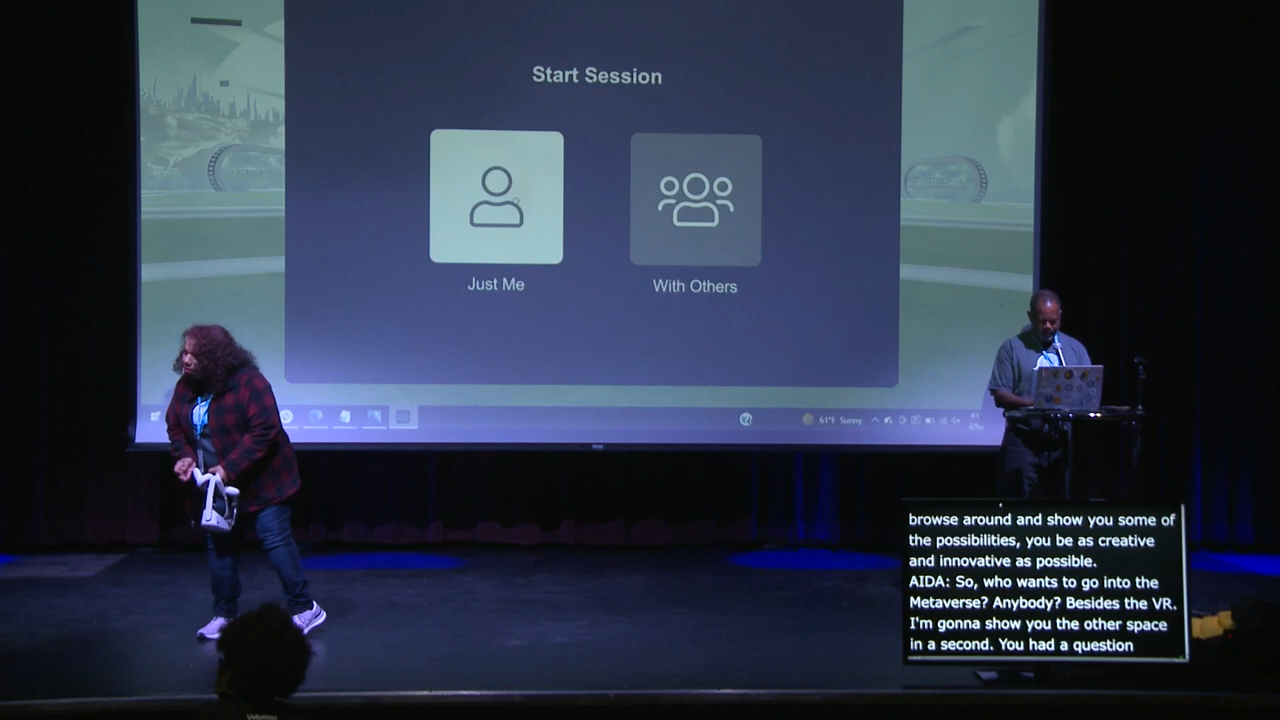 Start Session
Just Me
With Others
61°F Sunny
browse around and show you some of
the possibilities, you be as creative
and innovative as possible.
AIDA: So, who wants to go into the
Metaverse? Anybody? Besides the VR.
I'm gonna show you the other space
in a second. You had a question